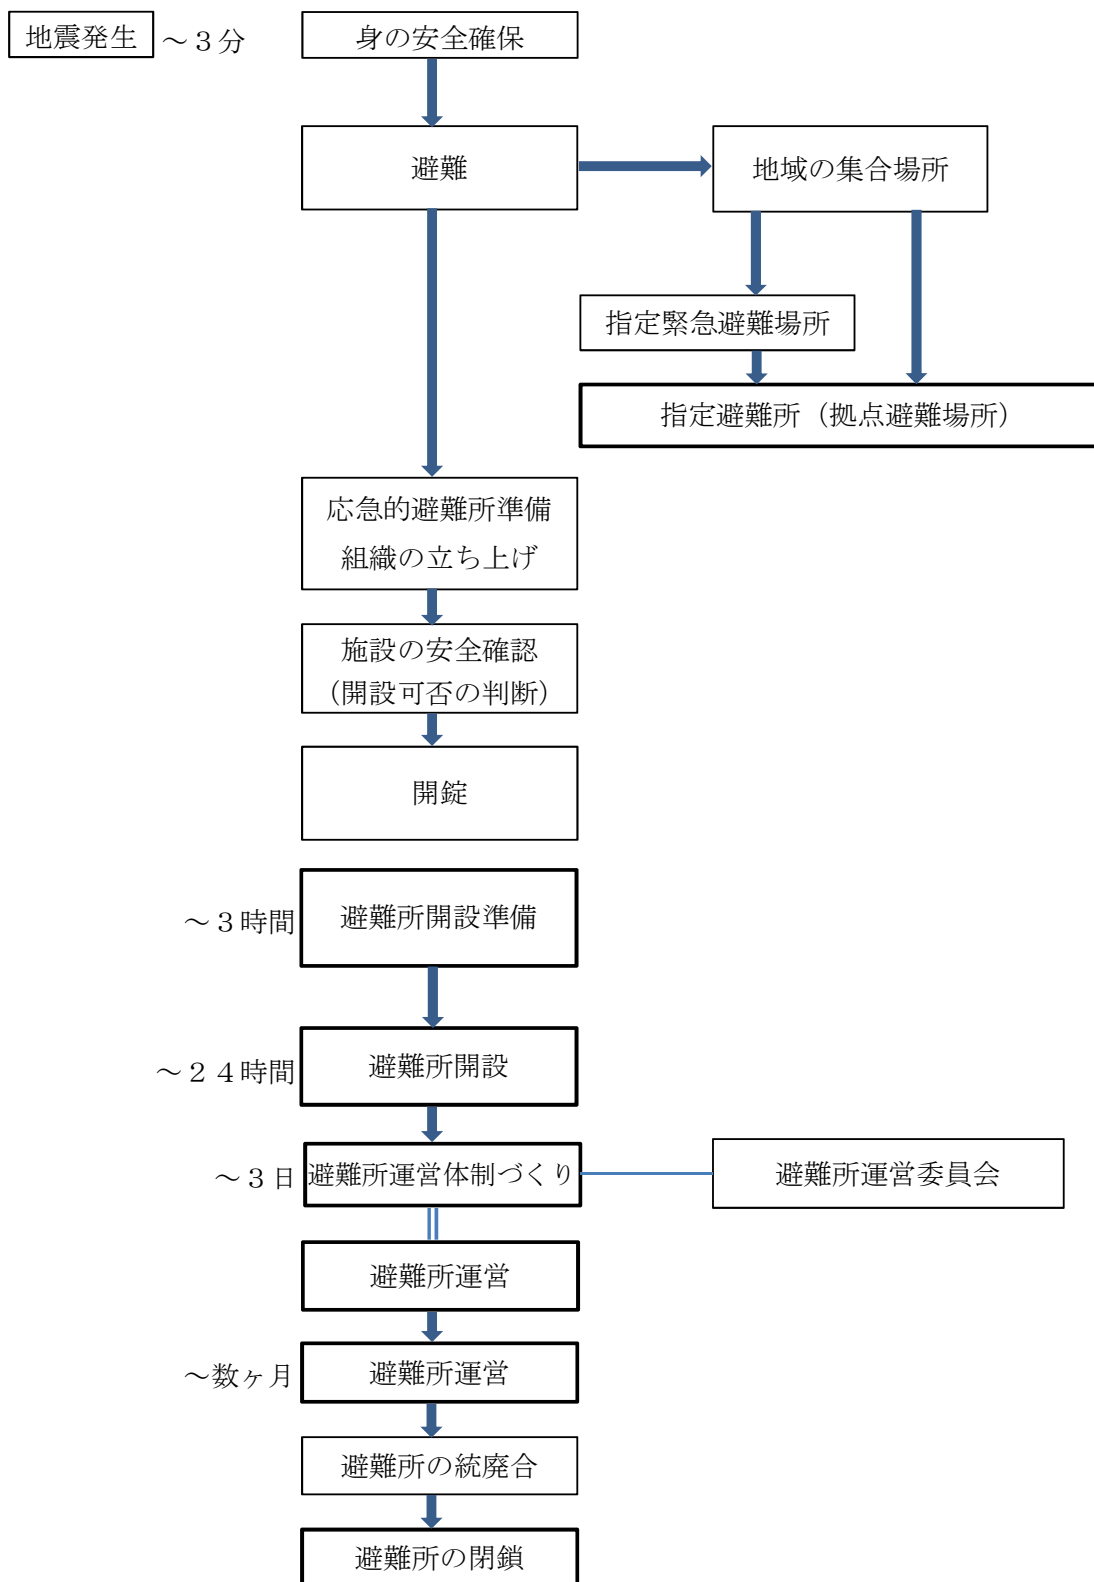 地震発生
～３分
身の安全確保
避難
地域の集合場所
指定緊急避難場所
指定避難所（拠点避難場所）
応急的避難所準備
組織の立ち上げ
施設の安全確認
（開設可否の判断）
開錠
～３時間
避難所開設準備
～２４時間
避難所開設
～３日
避難所運営体制づくり
避難所運営委員会
避難所運営
～数ヶ月
避難所運営
避難所の統廃合
避難所の閉鎖